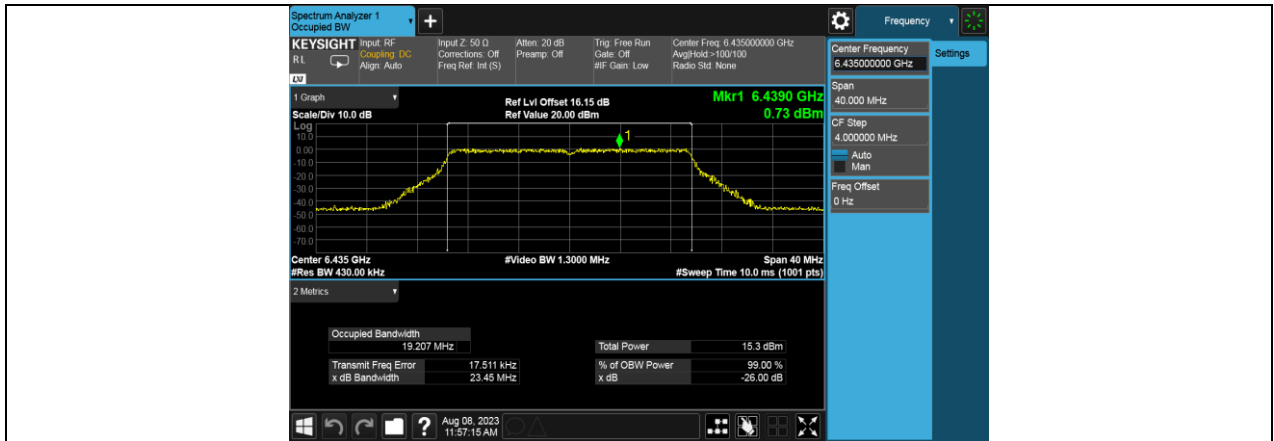 Spectrum Analyzer 1
Occupied BW
+
Frequency
KEYSIGHT Input: RF Input Z: 50 Ω Atten: 20 dB Trig: Free Run Center Freq: 6.435000000 GHz
RL Coupling: DC Corrections: Off Preamp: Off Gate: Off Avg|Hold:>100/100
Align: Auto Freq Ref: Int (S) #IF Gain: Low Radio Std: None
LXI
1 Graph Ref Lvl Offset 16.15 dB Mkr1 6.4390 GHz
Scale/Div 10.0 dB Ref Value 20.00 dBm 0.73 dBm
Log
10.0
0.00
-10.0
-20.0
-30.0
-40.0
-50.0
-60.0
-70.0
1
Center 6.435 GHz #Video BW 1.3000 MHz Span 40 MHz
#Res BW 430.00 kHz #Sweep Time 10.0 ms (1001 pts)
2 Metrics
Occupied Bandwidth
19.207 MHz Total Power 15.3 dBm
Transmit Freq Error 17.511 kHz % of OBW Power 99.00 %
x dB Bandwidth 23.45 MHz x dB -26.00 dB
Center Frequency
6.435000000 GHz
Settings
Span
40.000 MHz
CF Step
4.000000 MHz
Auto
Man
Freq Offset
0 Hz
? Aug 08, 2023
11:57:15 AM